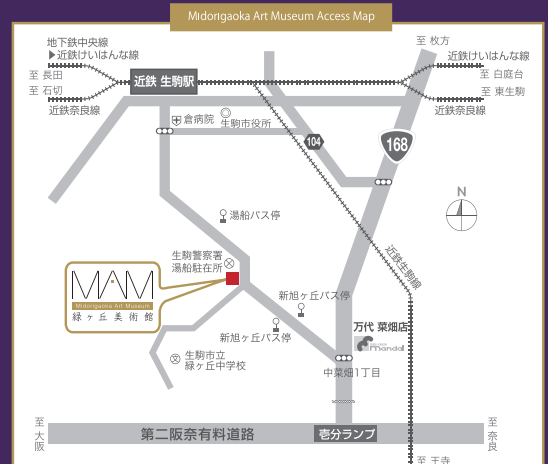 Midorigaoka Art Museum Access Map
至 枚方
地下鉄中央線
近鉄けいはんな線
近鉄けいはんな線
至 長田
近鉄 生駒駅
至 白庭台
至 石切
至 東生駒
近鉄奈良線
近鉄奈良線
倉病院
生駒市役所
104
168
N
湯船バス停
生駒警察署
湯船駐在所
近鉄生駒線
MAM
Midorigaoka Art Museum
緑ヶ丘美術館
新旭ヶ丘バス停
新旭ヶ丘バス停
万代 菜畑店
mandai
生駒市立
緑ヶ丘中学校
中菜畑1丁目
至 大阪
第二阪奈有料道路
壱分ランプ
至 奈良
至 王寺